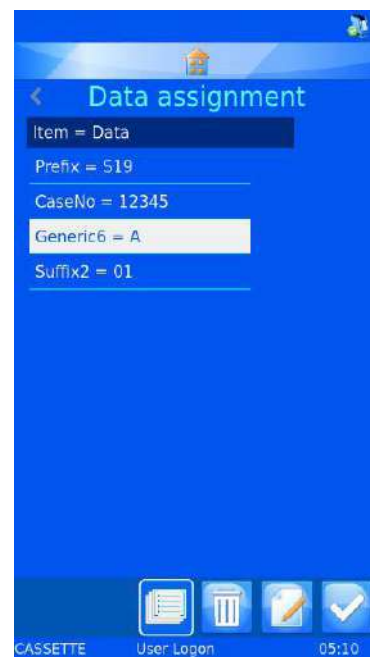 Data assignment
Item = Data
Prefix = S19
CaseNo = 12345
Generic6 = A
Suffix2 = 01
CASSETTE User Logon 05:10